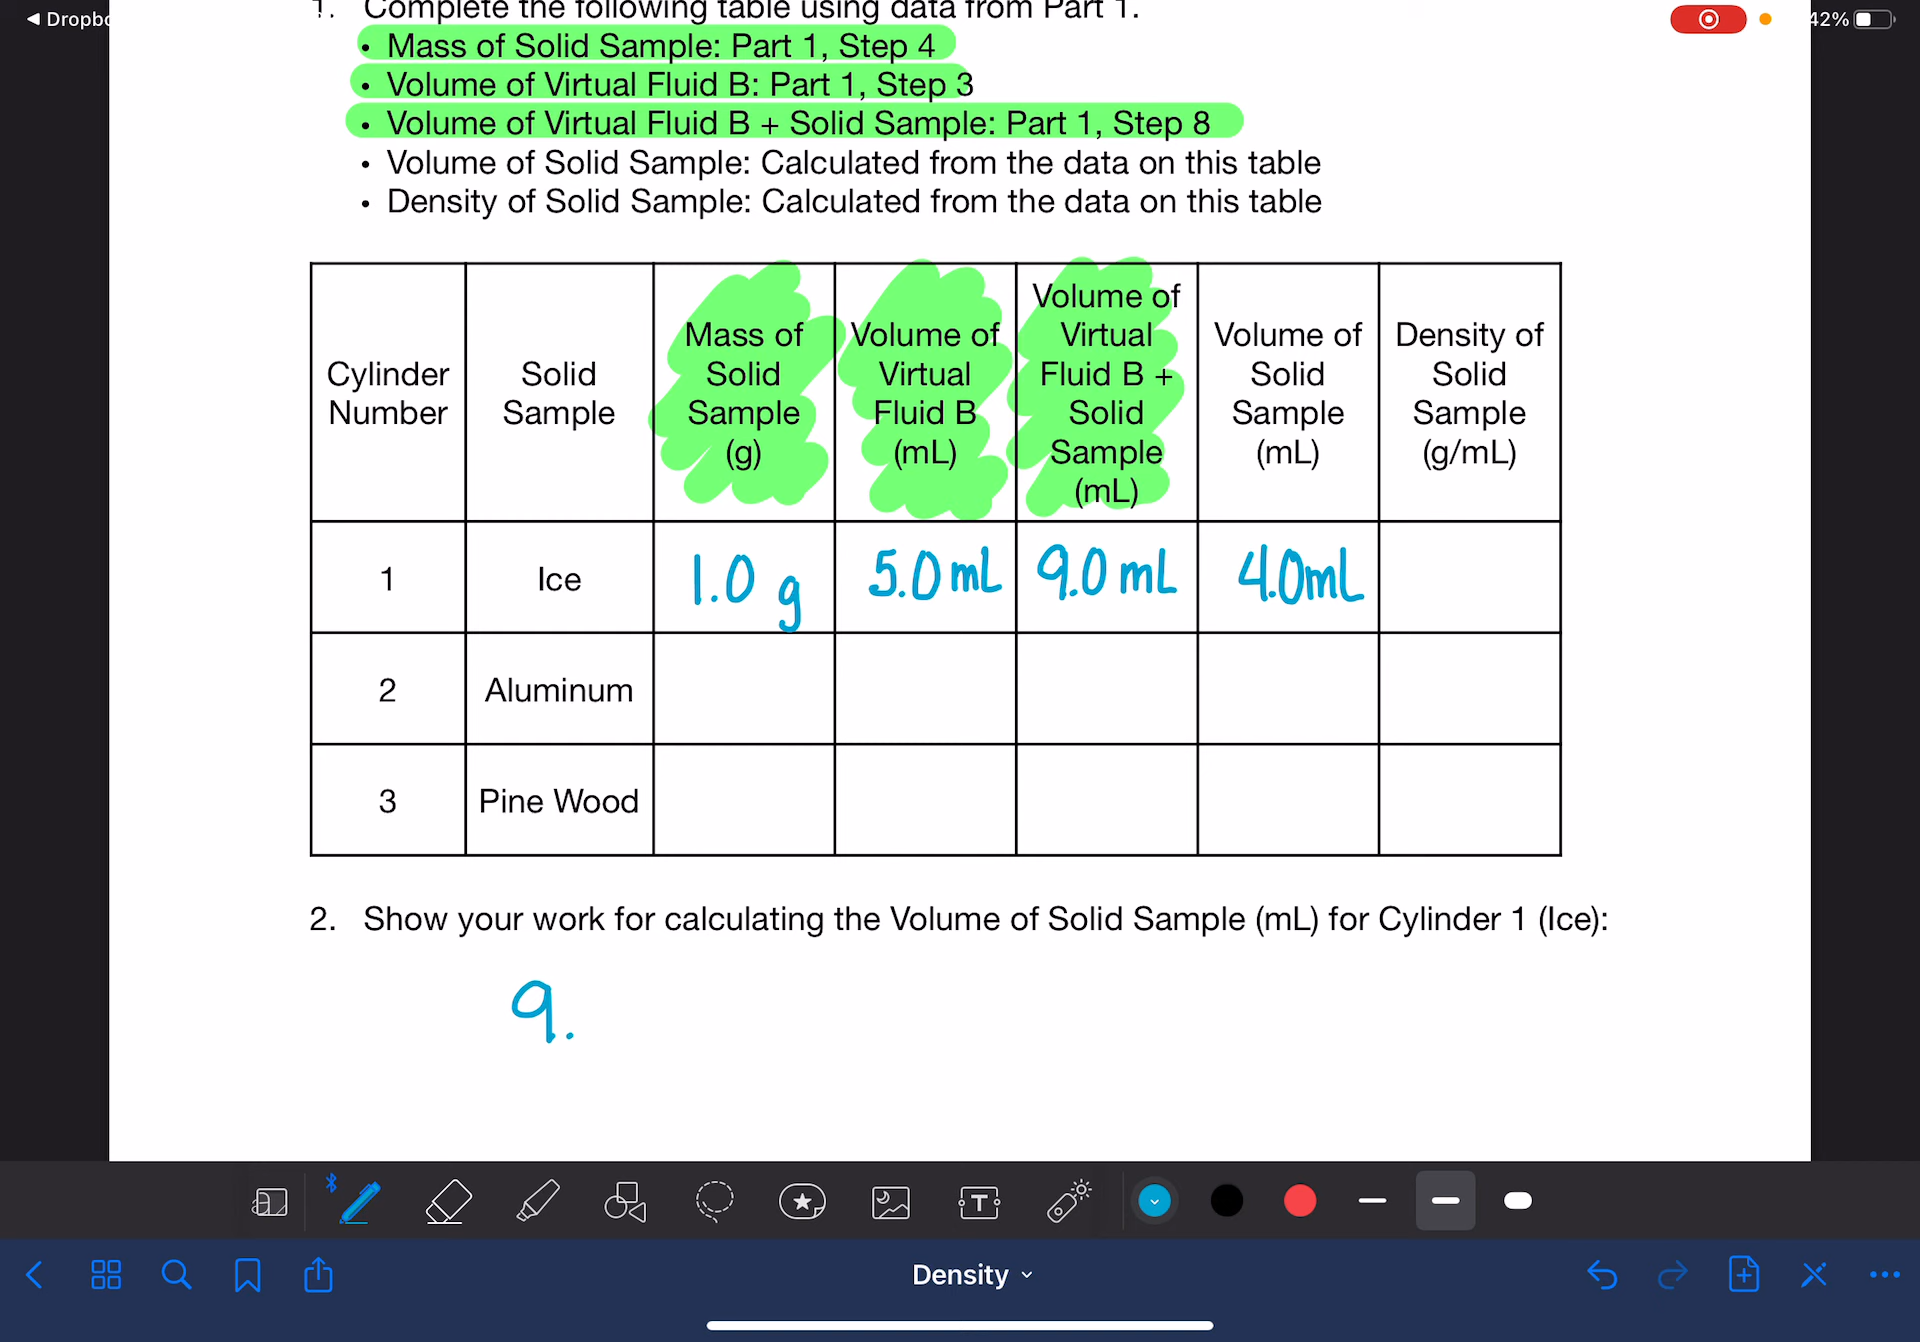 ◀ Dropbo
42%
1. Complete the following table using data from Part 1.
• Mass of Solid Sample: Part 1, Step 4
• Volume of Virtual Fluid B: Part 1, Step 3
• Volume of Virtual Fluid B + Solid Sample: Part 1, Step 8
• Volume of Solid Sample: Calculated from the data on this table
• Density of Solid Sample: Calculated from the data on this table
Cylinder
Number
Solid
Sample
Mass of
Solid
Sample
(g)
Volume of
Virtual
Fluid B
(mL)
Volume of
Virtual
Fluid B +
Solid
Sample
(mL)
Volume of
Solid
Sample
(mL)
Density of
Solid
Sample
(g/mL)
1 Ice 1.0 g 5.0 mL 9.0 mL 4.0mL
2 Aluminum
3 Pine Wood
2. Show your work for calculating the Volume of Solid Sample (mL) for Cylinder 1 (Ice):
9.
Density